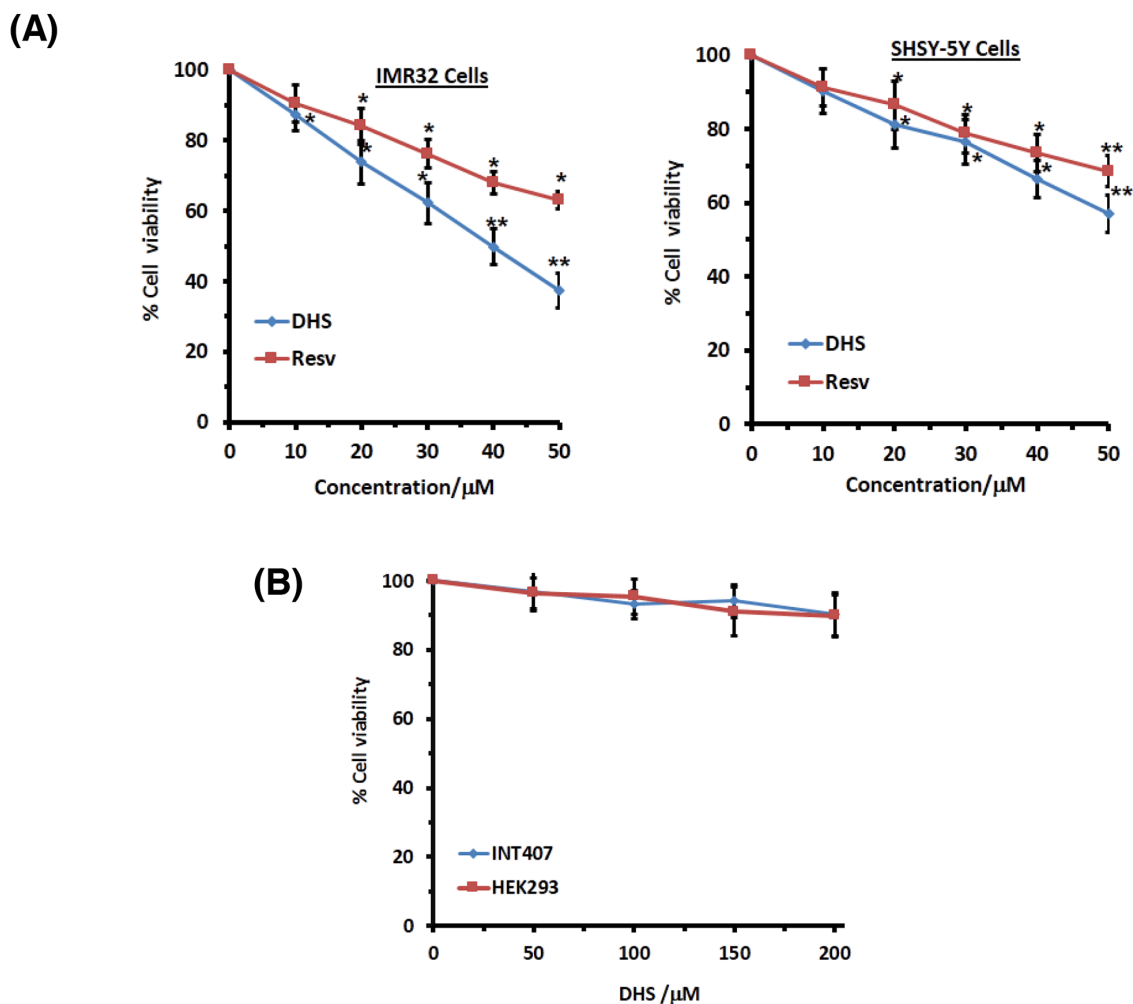 (A)
IMR32 Cells
% Cell viability
100
80
60
40
20
0
*
*
*
*
*
*
*
*
**
**
DHS
Resv
0 10 20 30 40 50
Concentration/μM
SHSY-5Y Cells
% Cell viability
100
80
60
40
20
0
*
*
*
*
*
*
**
**
DHS
Resv
0 10 20 30 40 50
Concentration/μM
(B)
% Cell viability
100
80
60
40
20
0
INT407
HEK293
0 50 100 150 200
DHS /μM